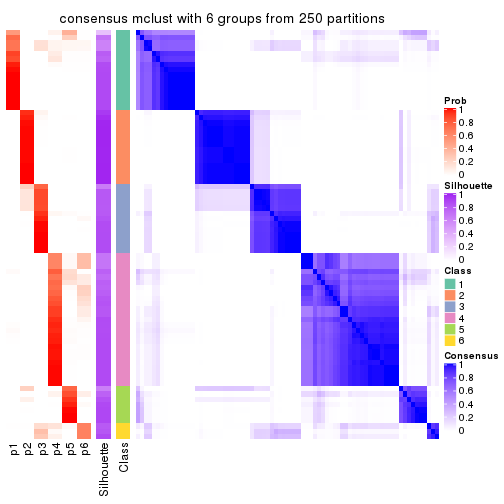 consensus mclust with 6 groups from 250 partitions
Prob
1
0.8
0.6
0.4
0.2
0
Silhouette
1
0.8
0.6
0.4
0.2
0
Class
1
2
3
4
5
6
Consensus
1
0.8
0.6
0.4
0.2
0
p1
p2
p3
p4
p5
p6
Silhouette
Class